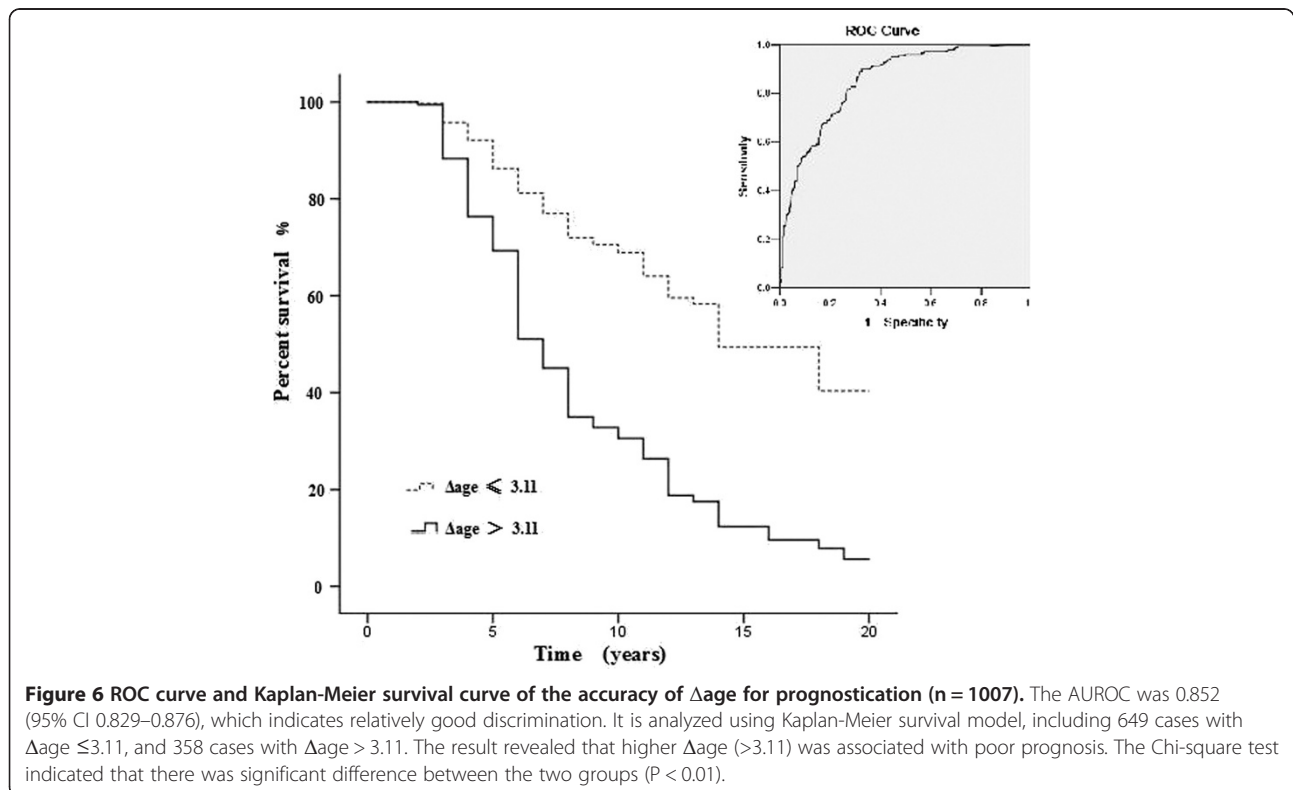 ROC Curve
1.0
0.8
0.6
0.4
0.2
0.0
Sensitivity
0.0 0.2 0.4 0.6 0.8 1
1 Specificity
100
80
60
40
20
0
Percent survival %
Δage ⩽ 3.11
Δage > 3.11
0 5 10 15 20
Time (years)
Figure 6 ROC curve and Kaplan-Meier survival curve of the accuracy of Δage for prognostication (n = 1007). The AUROC was 0.852
(95% CI 0.829–0.876), which indicates relatively good discrimination. It is analyzed using Kaplan-Meier survival model, including 649 cases with
Δage ≤3.11, and 358 cases with Δage > 3.11. The result revealed that higher Δage (>3.11) was associated with poor prognosis. The Chi-square test
indicated that there was significant difference between the two groups (P < 0.01).